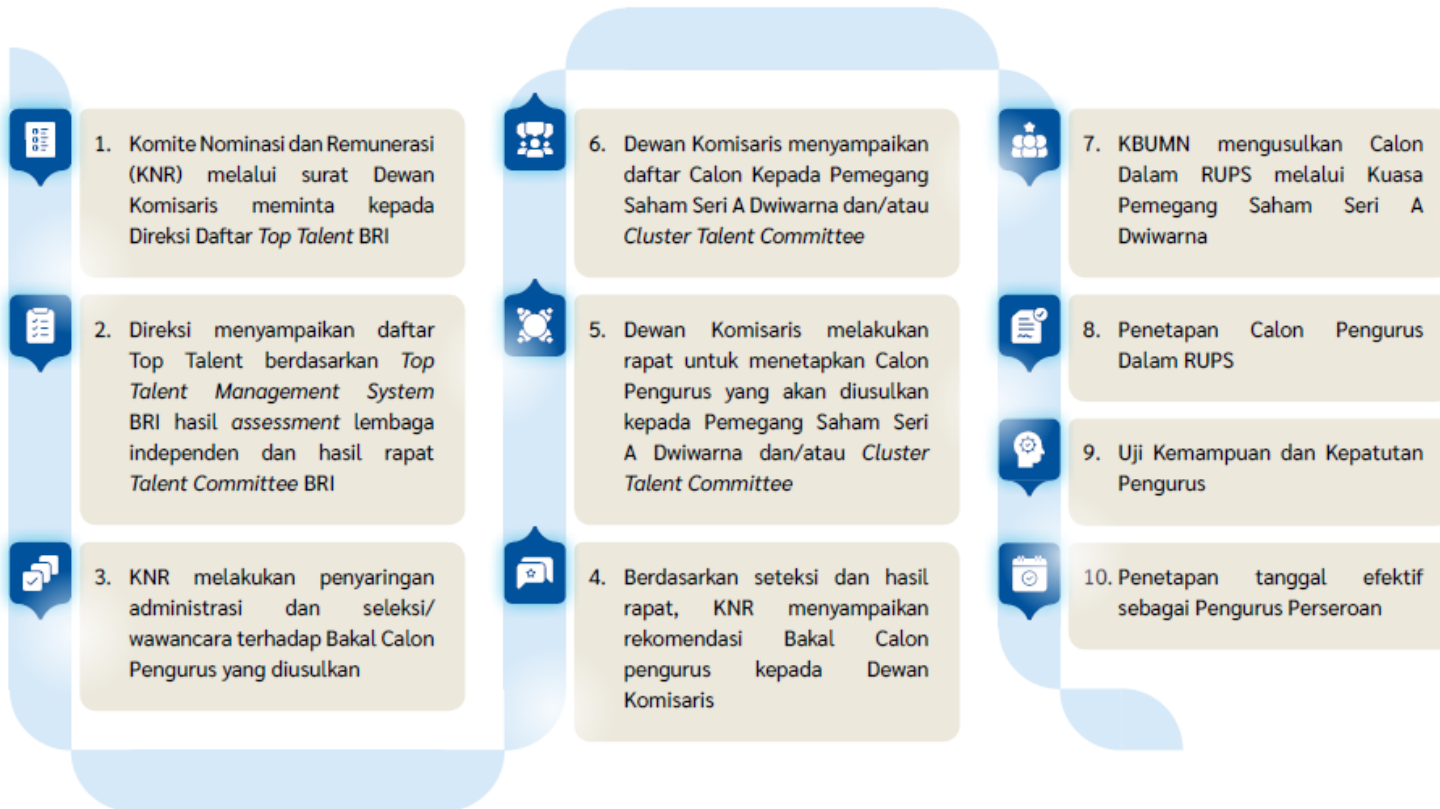 1. Komite Nominasi dan Remunerasi
(KNR) melalui surat Dewan
Komisaris meminta kepada
Direksi Daftar Top Talent BRI
2. Direksi menyampaikan daftar
Top Talent berdasarkan Top
Talent Management System
BRI hasil assessment lembaga
independen dan hasil rapat
Talent Committee BRI
3. KNR melakukan penyaringan
administrasi dan seleksi/
wawancara terhadap Bakal Calon
Pengurus yang diusulkan
4. Berdasarkan seteksi dan hasil
rapat, KNR menyampaikan
rekomendasi Bakal Calon
pengurus kepada Dewan
Komisaris
5. Dewan Komisaris melakukan
rapat untuk menetapkan Calon
Pengurus yang akan diusulkan
kepada Pemegang Saham Seri
A Dwiwarna dan/atau Cluster
Talent Committee
6. Dewan Komisaris menyampaikan
daftar Calon Kepada Pemegang
Saham Seri A Dwiwarna dan/atau
Cluster Talent Committee
7. KBUMN mengusulkan Calon
Dalam RUPS melalui Kuasa
Pemegang Saham Seri A
Dwiwarna
8. Penetapan Calon Pengurus
Dalam RUPS
9. Uji Kemampuan dan Kepatutan
Pengurus
10. Penetapan tanggal efektif
sebagai Pengurus Perseroan